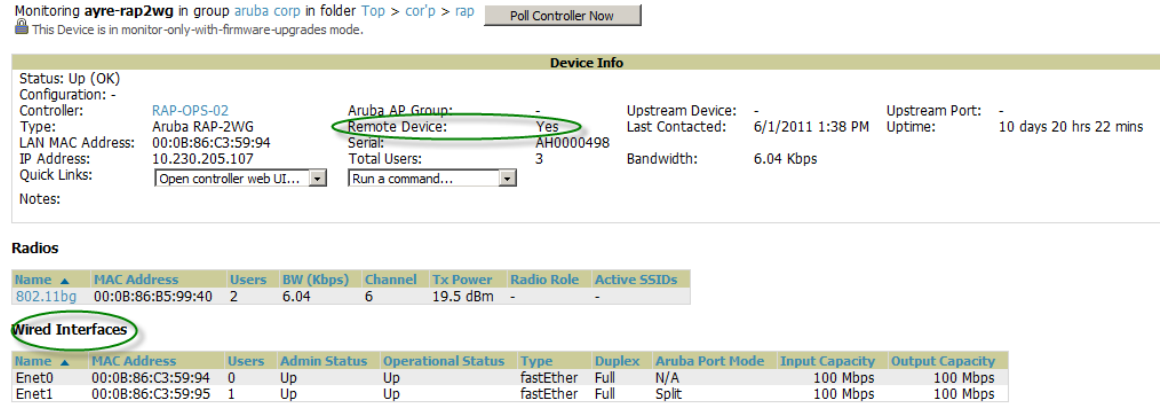 Monitoring ayre-rap2wg in group aruba corp in folder Top > cor'p > rap Poll Controller Now
This Device is in monitor-only-with-firmware-upgrades mode.
Device Info
Status: Up (OK)
Configuration: -
Controller: RAP-OPS-02 Aruba AP Group: - Upstream Device: - Upstream Port: -
Type: Aruba RAP-2WG Remote Device: Yes Last Contacted: 6/1/2011 1:38 PM Uptime: 10 days 20 hrs 22 mins
LAN MAC Address: 00:0B:86:C3:59:94 Serial: AH0000498
IP Address: 10.230.205.107 Total Users: 3 Bandwidth: 6.04 Kbps
Quick Links: Open controller web UI... Run a command...
Notes:
Radios
Name MAC Address Users BW (Kbps) Channel Tx Power Radio Role Active SSIDs
802.11bg 00:0B:86:B5:99:40 2 6.04 6 19.5 dBm - -
Wired Interfaces
Name MAC Address Users Admin Status Operational Status Type Duplex Aruba Port Mode Input Capacity Output Capacity
Enet0 00:0B:86:C3:59:94 0 Up Up fastEther Full N/A 100 Mbps 100 Mbps
Enet1 00:0B:86:C3:59:95 1 Up Up fastEther Full Split 100 Mbps 100 Mbps